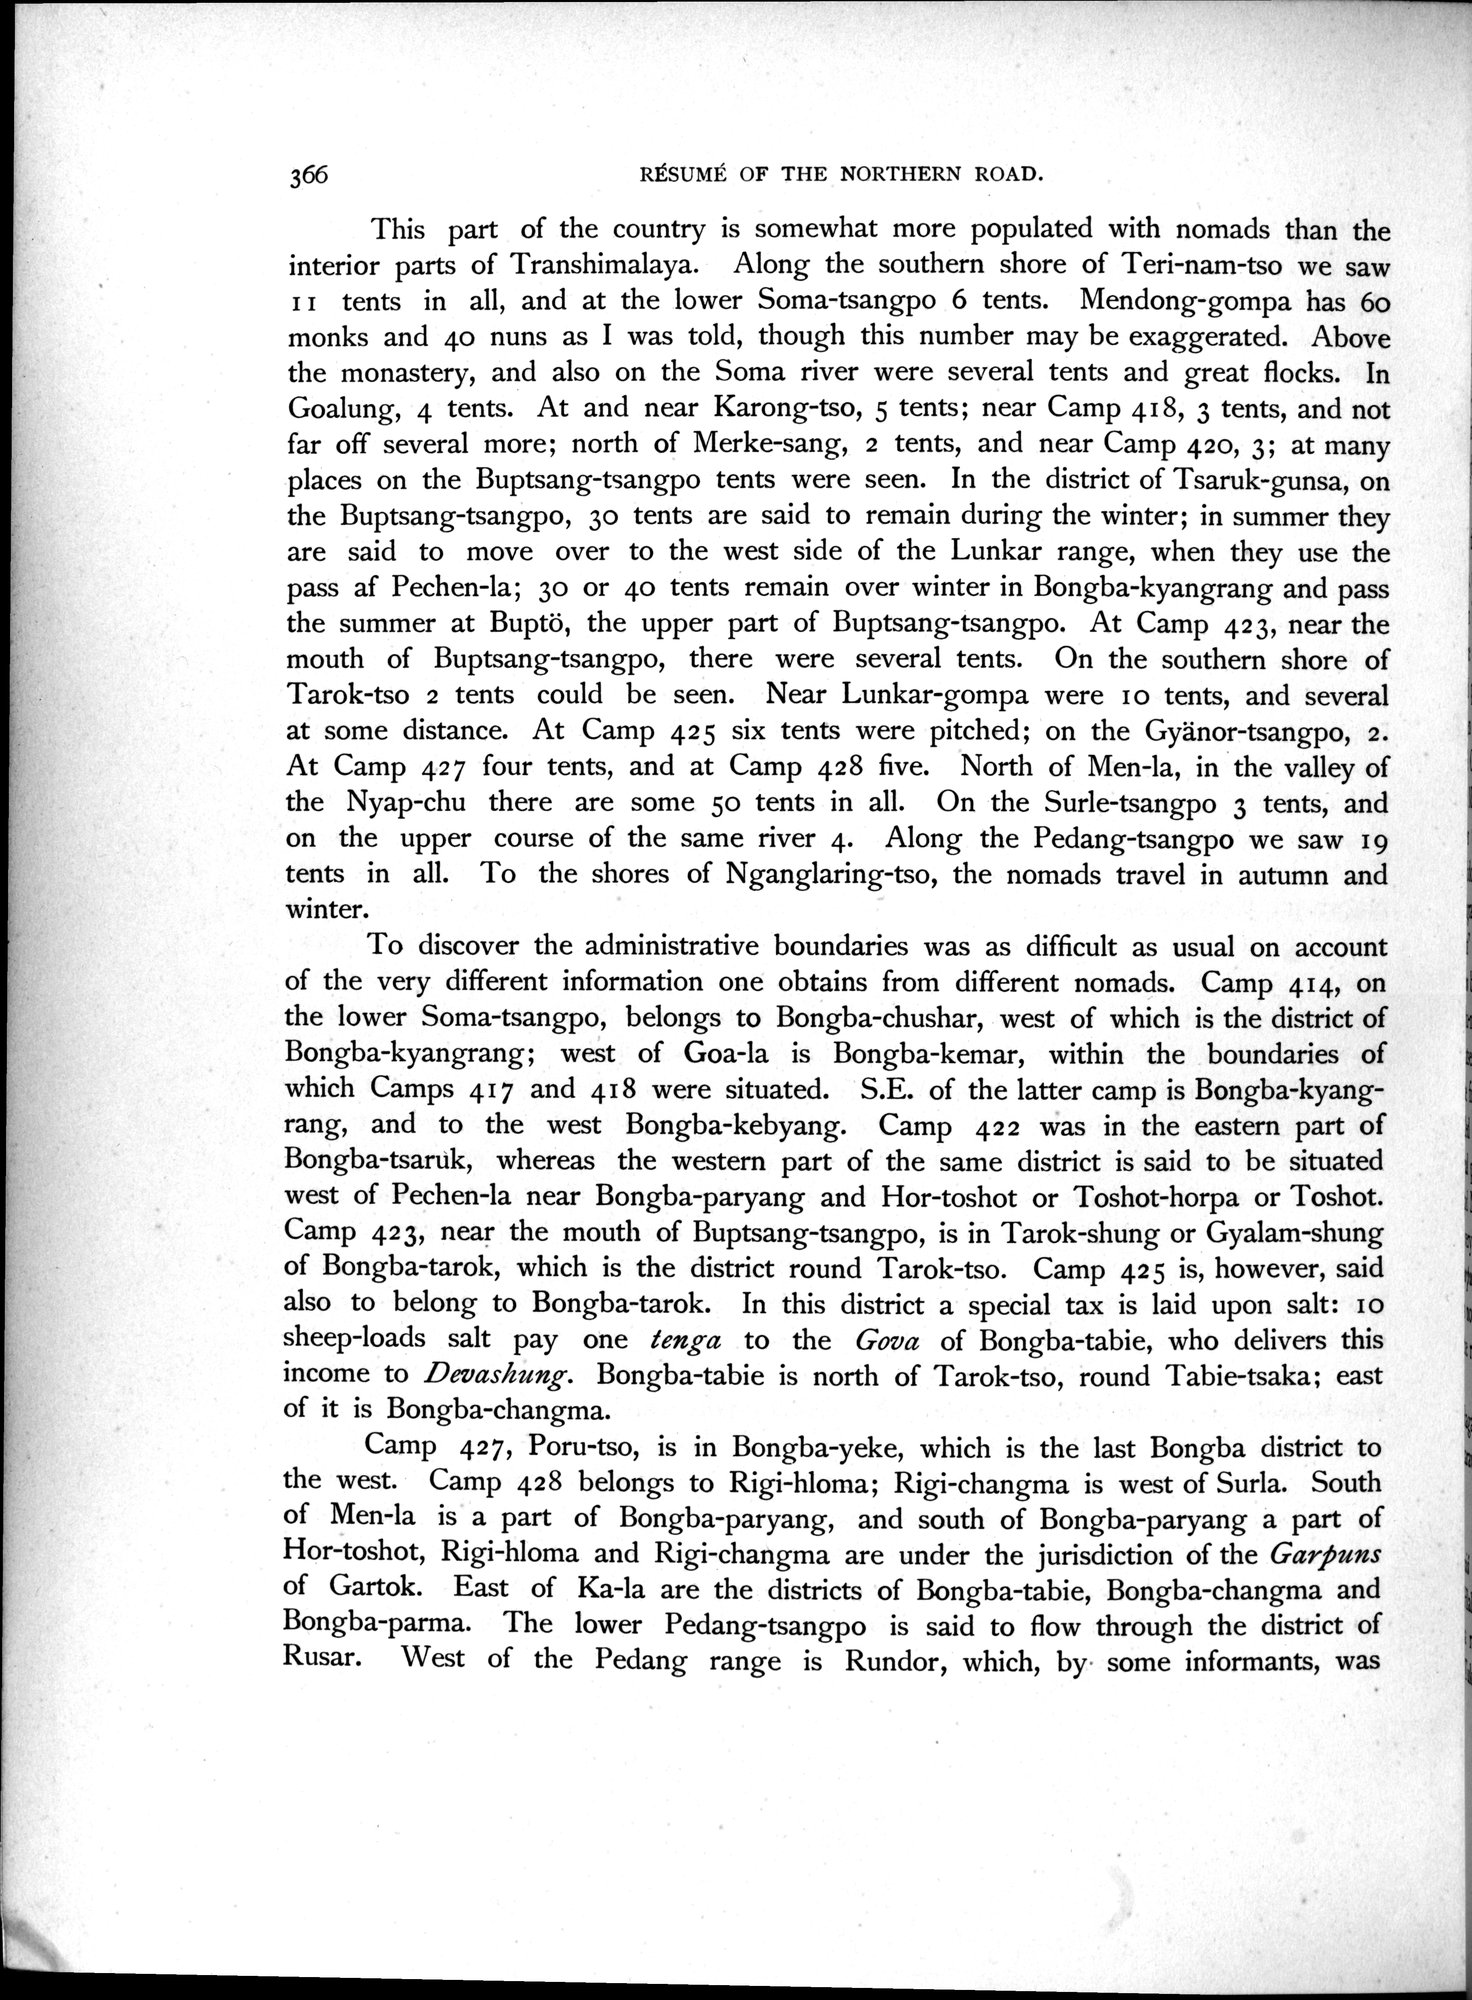 366 RÉSUMÉ OF THE NORTHERN ROAD.
This part of the country is somewhat more populated with nomads than the
interior parts of Transhimalaya. Along the southern shore of Teri-nam-tso we saw
11 tents in all, and at the lower Soma-tsangpo 6 tents. Mendong-gompa has 60
monks and 40 nuns as I was told, though this number may be exaggerated. Above
the monastery, and also on the Soma river were several tents and great flocks. In
Goalung, 4 tents. At and near Karong-tso, 5 tents; near Camp 418, 3 tents, and not
far off several more; north of Merke-sang, 2 tents, and near Camp 420, 3; at many
places on the Buptsang-tsangpo tents were seen. In the district of Tsaruk-gunsa, on
the Buptsang-tsangpo, 30 tents are said to remain during the winter; in summer they
are said to move over to the west side of the Lunkar range, when they use the
pass af Pechen-la; 30 or 40 tents remain over winter in Bongba-kyangrang and pass
the summer at Buptö, the upper part of Buptsang-tsangpo. At Camp 423, near the
mouth of Buptsang-tsangpo, there were several tents. On the southern shore of
Tarok-tso 2 tents could be seen. Near Lunkar-gompa were 10 tents, and several
at some distance. At Camp 425 six tents were pitched; on the Gyänor-tsangpo, 2.
At Camp 427 four tents, and at Camp 428 five. North of Men-la, in the valley of
the Nyap-chu there are some 50 tents in all. On the Surle-tsangpo 3 tents, and
on the upper course of the same river 4. Along the Pedang-tsangpo we saw 19
tents in all. To the shores of Nganglaring-tso, the nomads travel in autumn and
winter.
To discover the administrative boundaries was as difficult as usual on account
of the very different information one obtains from different nomads. Camp 414, on
the lower Soma-tsangpo, belongs to Bongba-chushar, west of which is the district of
Bongba-kyangrang; west of Goa-la is Bongba-kemar, within the boundaries of
which Camps 417 and 418 were situated. S.E. of the latter camp is Bongba-kyang-
rang, and to the west Bongba-kebyang. Camp 422 was in the eastern part of
Bongba-tsaruk, whereas the western part of the same district is said to be situated
west of Pechen-la near Bongba-paryang and Hor-toshot or Toshot-horpa or Toshot.
Camp 423, near the mouth of Buptsang-tsangpo, is in Tarok-shung or Gyalam-shung
of Bongba-tarok, which is the district round Tarok-tso. Camp 425 is, however, said
also to belong to Bongba-tarok. In this district a special tax is laid upon salt: 10
sheep-loads salt pay one tenga to the Gova of Bongba-tabie, who delivers this
income to Devashung. Bongba-tabie is north of Tarok-tso, round Tabie-tsaka; east
of it is Bongba-changma.
Camp 427, Poru-tso, is in Bongba-yeke, which is the last Bongba district to
the west. Camp 428 belongs to Rigi-hloma; Rigi-changma is west of Surla. South
of Men-la is a part of Bongba-paryang, and south of Bongba-paryang a part of
Hor-toshot, Rigi-hloma and Rigi-changma are under the jurisdiction of the Garpuns
of Gartok. East of Ka-la are the districts of Bongba-tabie, Bongba-changma and
Bongba-parma. The lower Pedang-tsangpo is said to flow through the district of
Rusar. West of the Pedang range is Rundor, which, by some informants, was